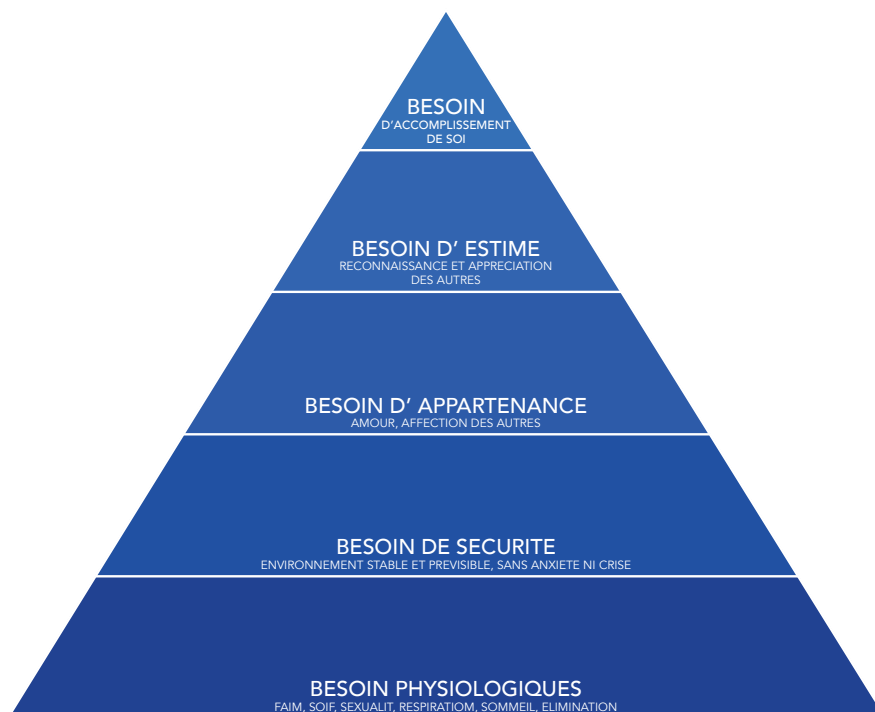 BESOIN
D'ACCOMPLISSEMENT
DE SOI
BESOIN D' ESTIME
RECONNAISSANCE ET APPRECIATION
DES AUTRES
BESOIN D' APPARTENANCE
AMOUR, AFFECTION DES AUTRES
BESOIN DE SECURITE
ENVIRONNEMENT STABLE ET PREVISIBLE, SANS ANXIETE NI CRISE
BESOIN PHYSIOLOGIQUES
FAIM, SOIF, SEXUALIT, RESPIRATIOM, SOMMEIL, ELIMINATION